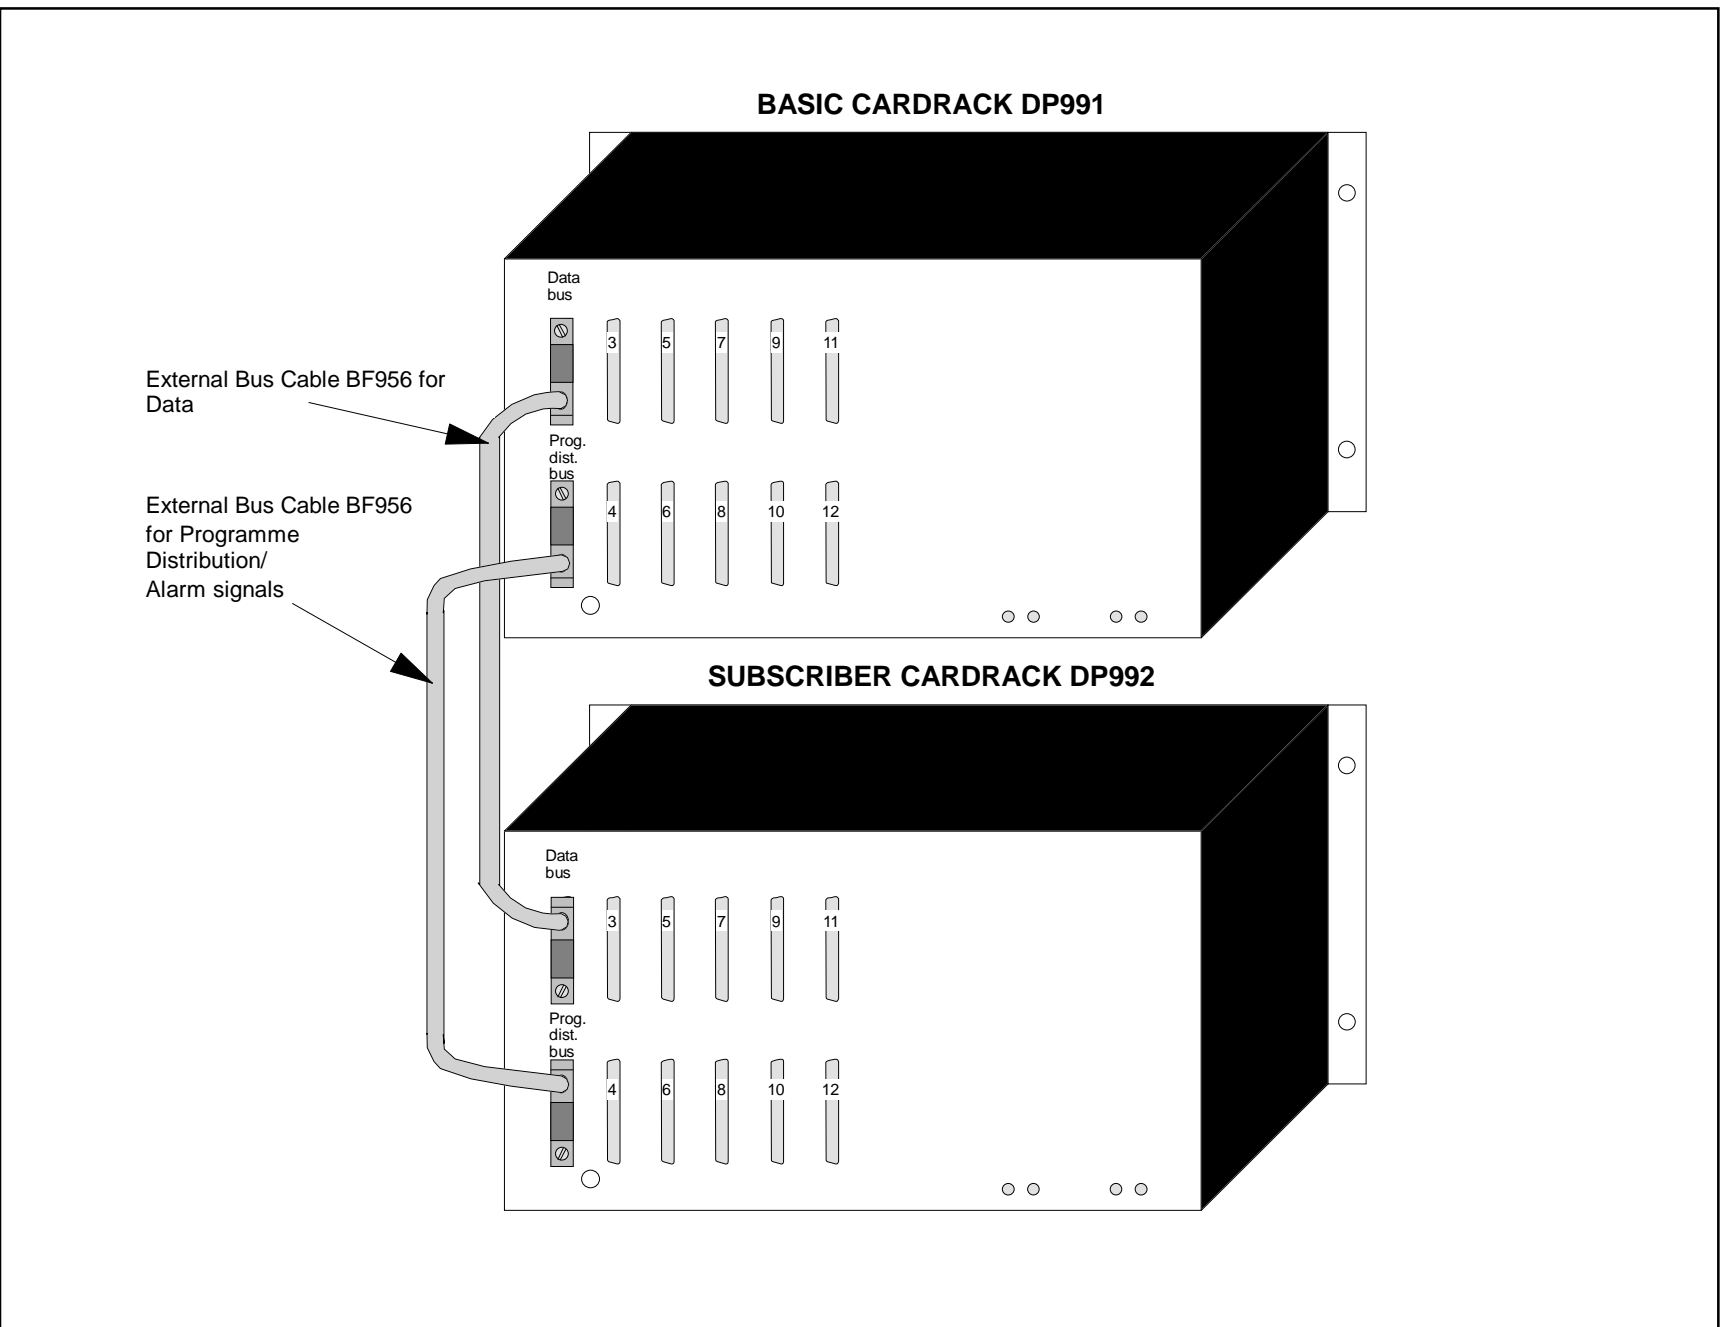 BASIC CARDRACK DP991
Data
bus
3 5 7 9 11
External Bus Cable BF956 for
Data
Prog.
dist.
bus
External Bus Cable BF956
for Programme
Distribution/
Alarm signals
4 6 8 10 12
SUBSCRIBER CARDRACK DP992
Data
bus
3 5 7 9 11
Prog.
dist.
bus
4 6 8 10 12